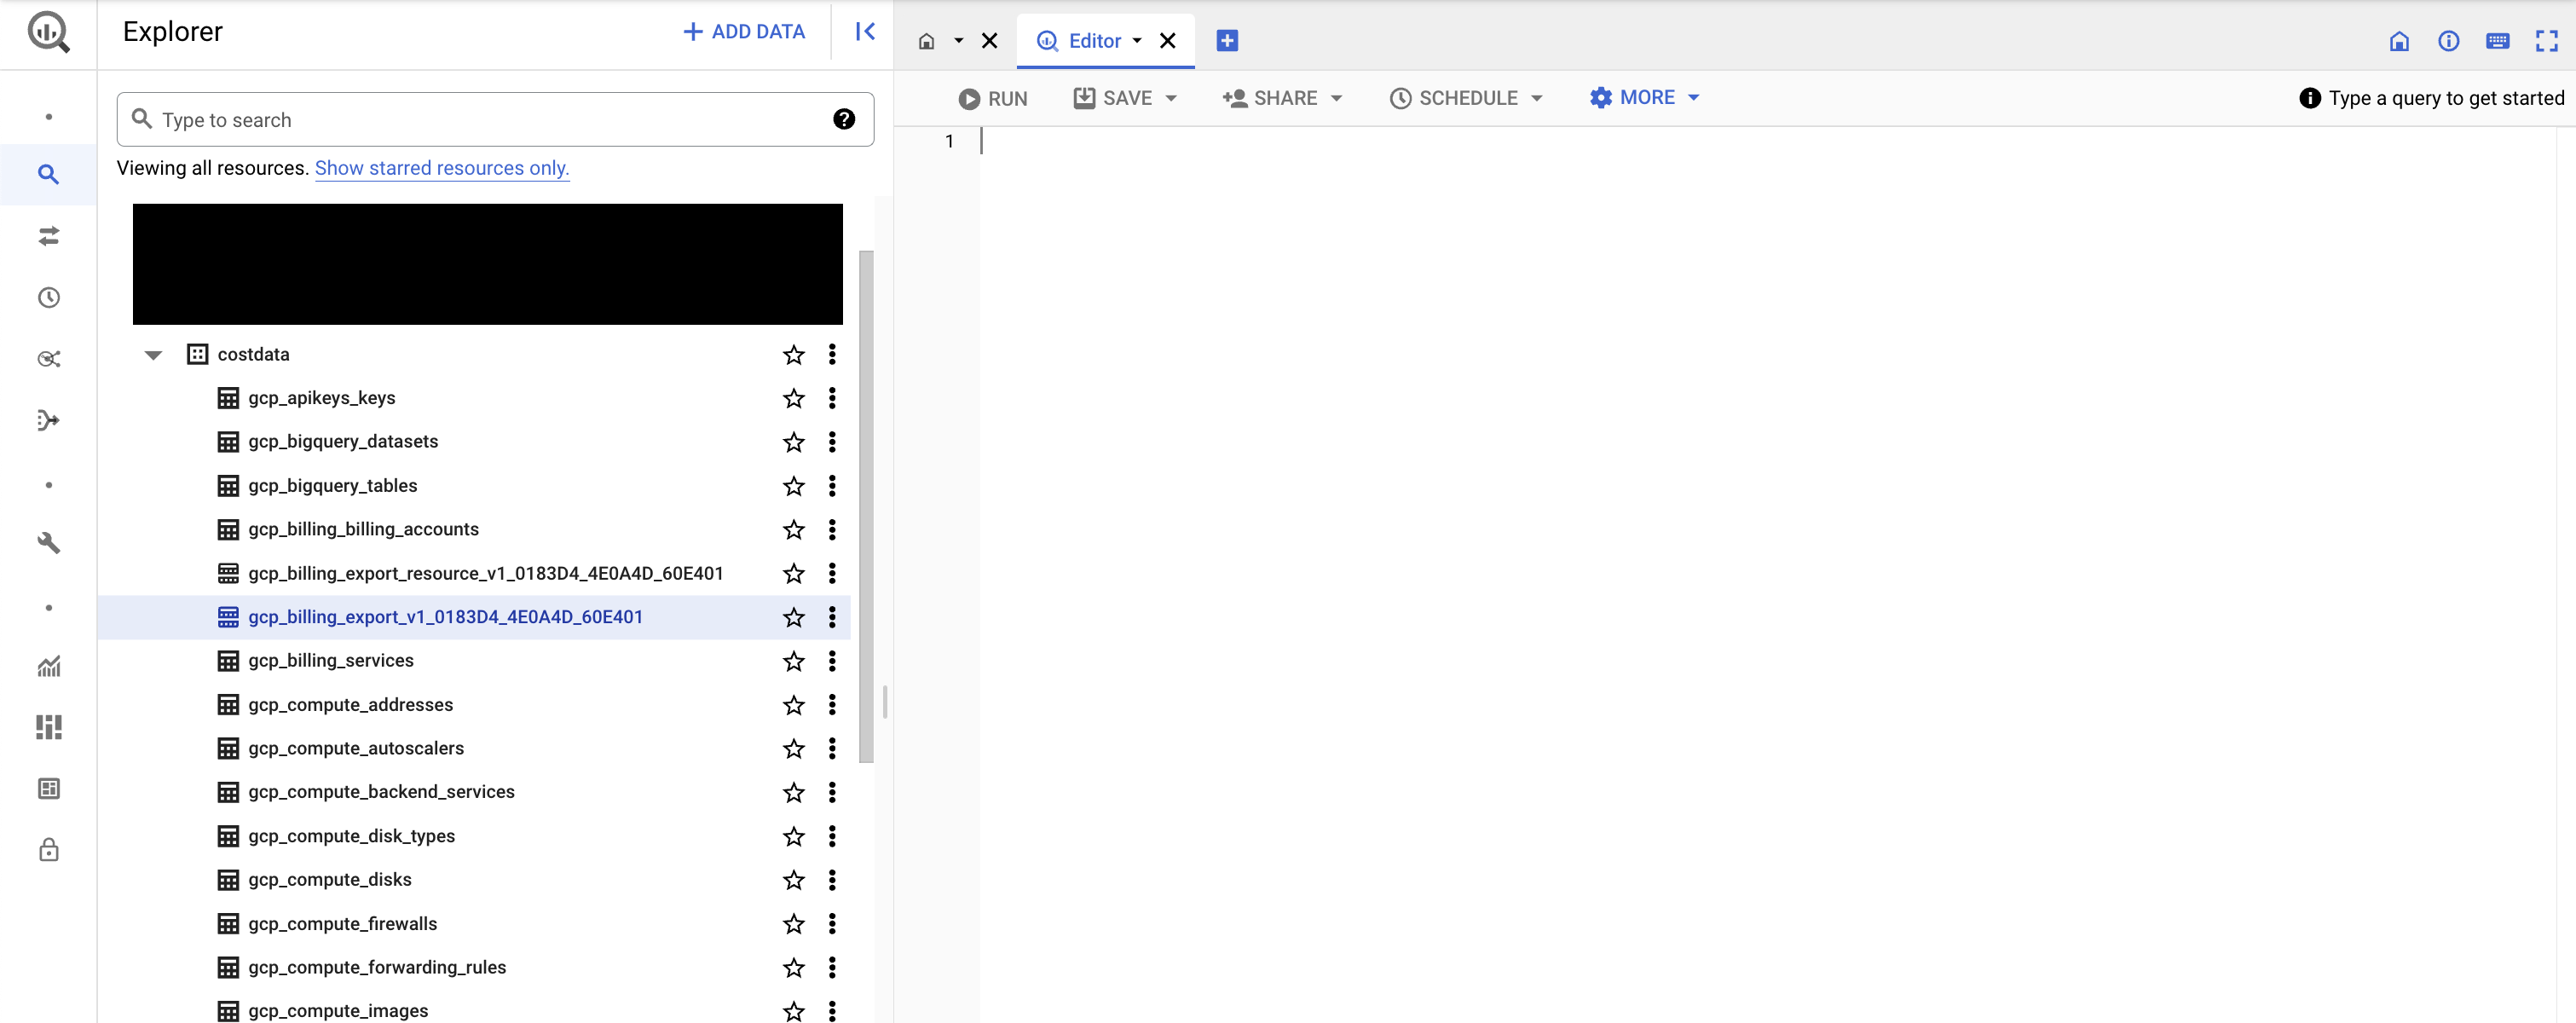 Explorer
+ ADD DATA
Type to search
Viewing all resources. Show starred resources only.
costdata
gcp_apikeys_keys
gcp_bigquery_datasets
gcp_bigquery_tables
gcp_billing_billing_accounts
gcp_billing_export_resource_v1_0183D4_4E0A4D_60E401
gcp_billing_export_v1_0183D4_4E0A4D_60E401
gcp_billing_services
gcp_compute_addresses
gcp_compute_autoscalers
gcp_compute_backend_services
gcp_compute_disk_types
gcp_compute_disks
gcp_compute_firewalls
gcp_compute_forwarding_rules
gcp_compute_images
Editor
RUN SAVE SHARE SCHEDULE MORE Type a query to get started
1